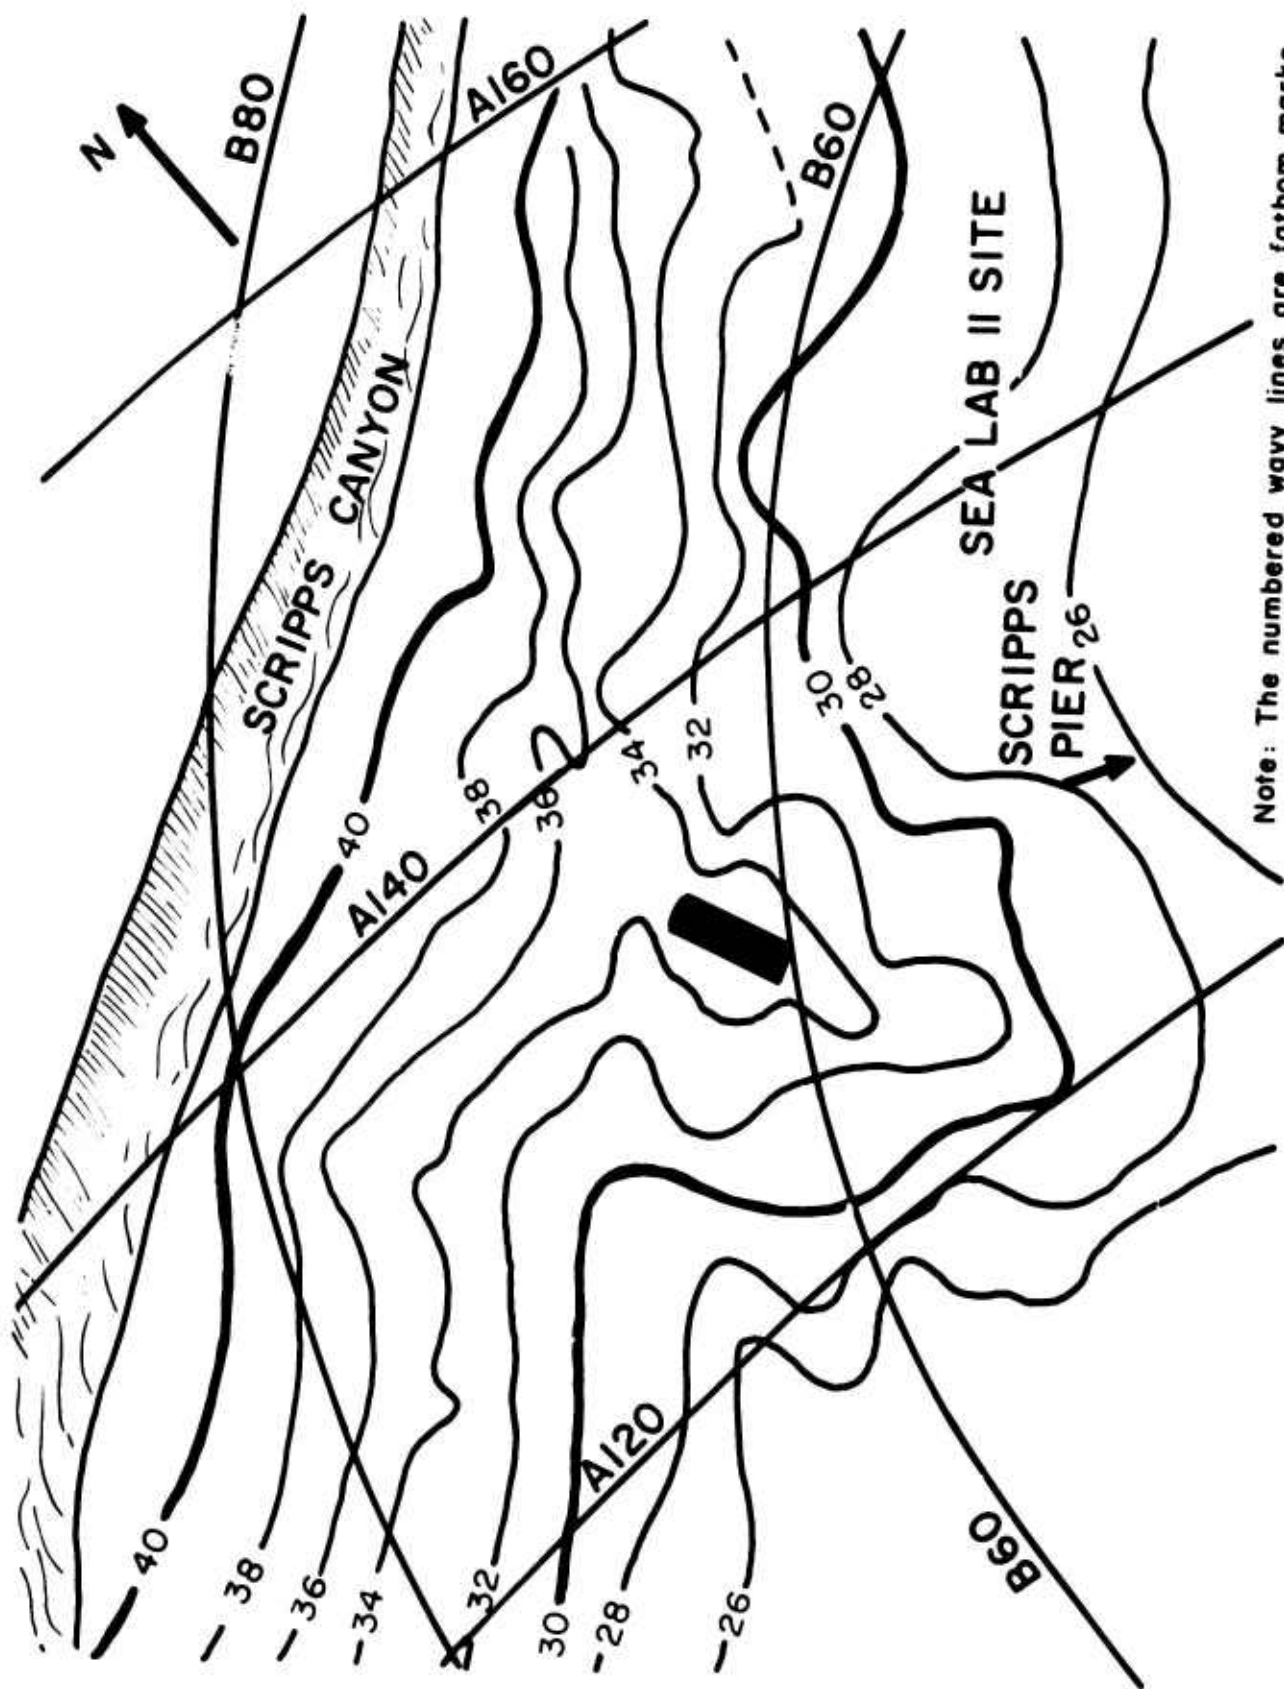 N
B80
A160
SCRIPPS CANYON
B60
40
A140
38
36
34
32
30
28
SEA LAB II SITE
SCRIPPS
PIER
26
40
38
36
34
32
30
28
26
A120
B60
Note: The numbered wavy lines are fathom marks